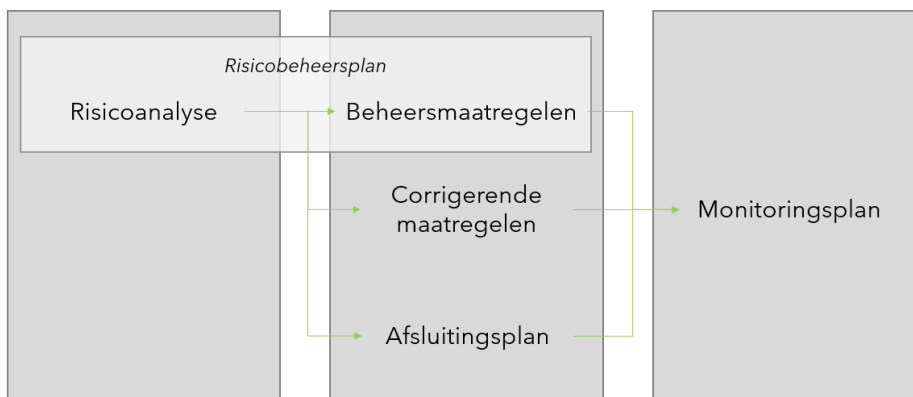 Risicobeheersplan
Risicoanalyse
Beheersmaatregelen
Corrigerende
maatregelen
Monitoringsplan
Afsluitingsplan